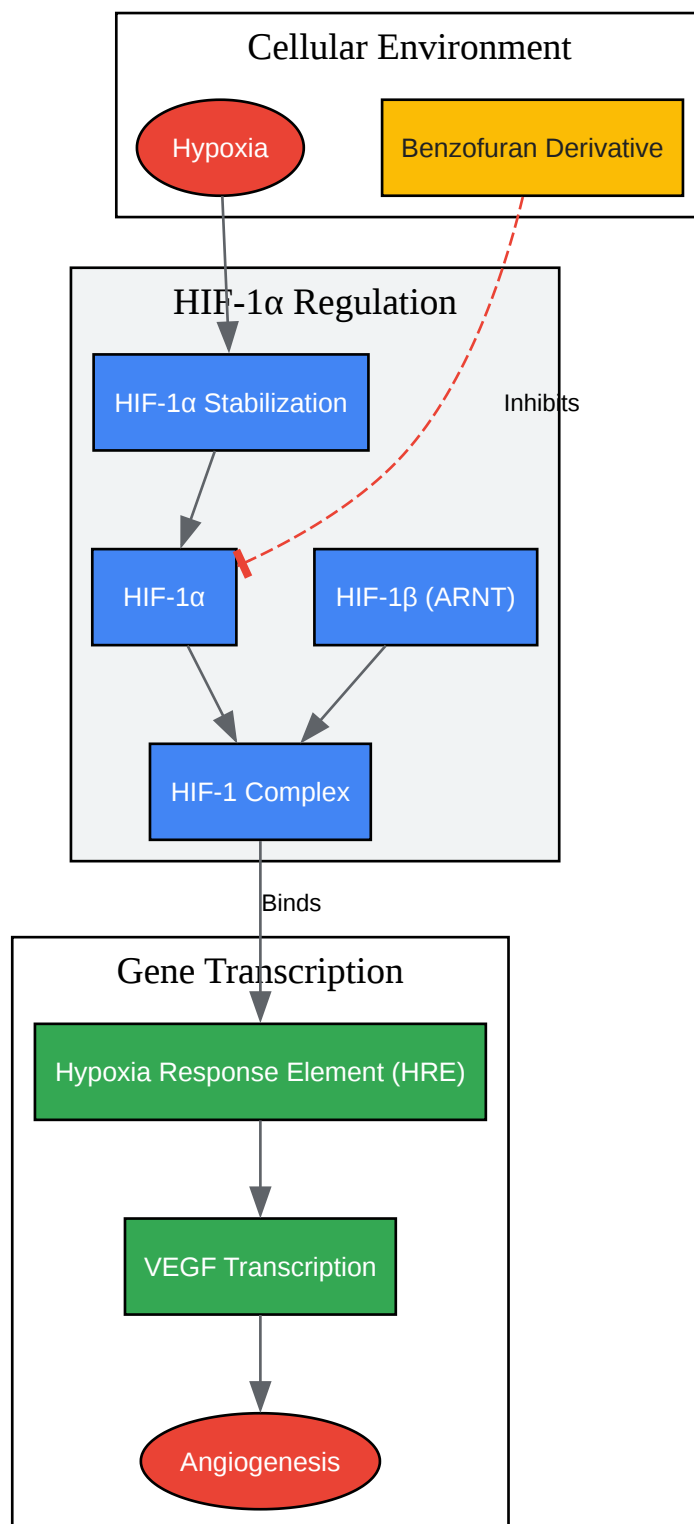 Cellular Environment
Hypoxia
Benzofuran Derivative
HIF-1α Regulation
HIF-1α Stabilization
Inhibits
HIF-1α
HIF-1β (ARNT)
HIF-1 Complex
Binds
Gene Transcription
Hypoxia Response Element (HRE)
VEGF Transcription
Angiogenesis